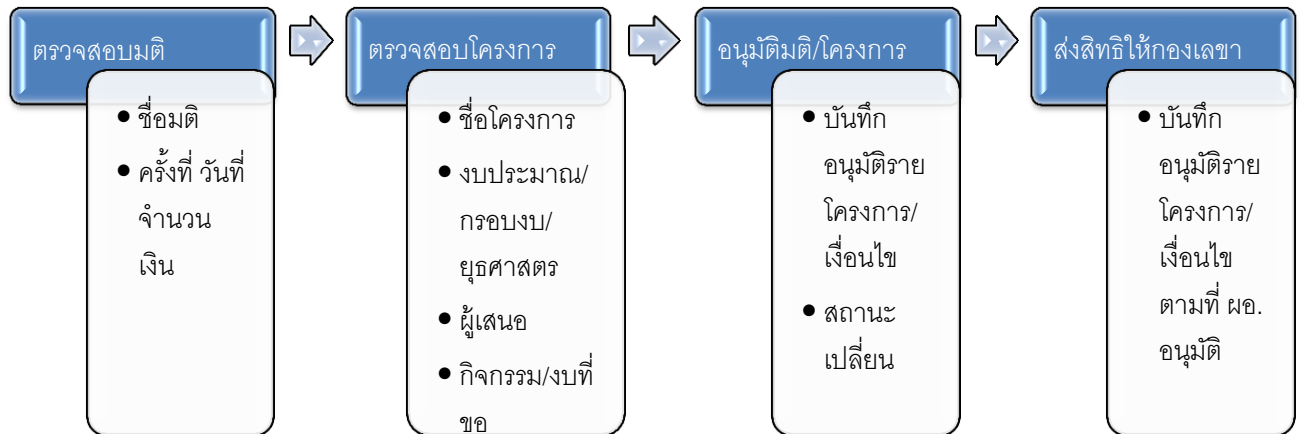 ตรวจสอบมติ
• ชื่อมติ
• ครั้งที่ วันที่
จำนวน
เงิน
ตรวจสอบโครงการ
• ชื่อโครงการ
• งบประมาณ/
กรอบงบ/
ยุธศาสตร
• ผู้เสนอ
• กิจกรรม/งบที่
ขอ
อนุมัติมติ/โครงการ
• บันทึก
อนุมัติราย
โครงการ/
เงื่อนไข
• สถานะ
เปลี่ยน
ส่งสิทธิให้กองเลขา
• บันทึก
อนุมัติราย
โครงการ/
เงื่อนไข
ตามที่ ผอ.
อนุมัติ